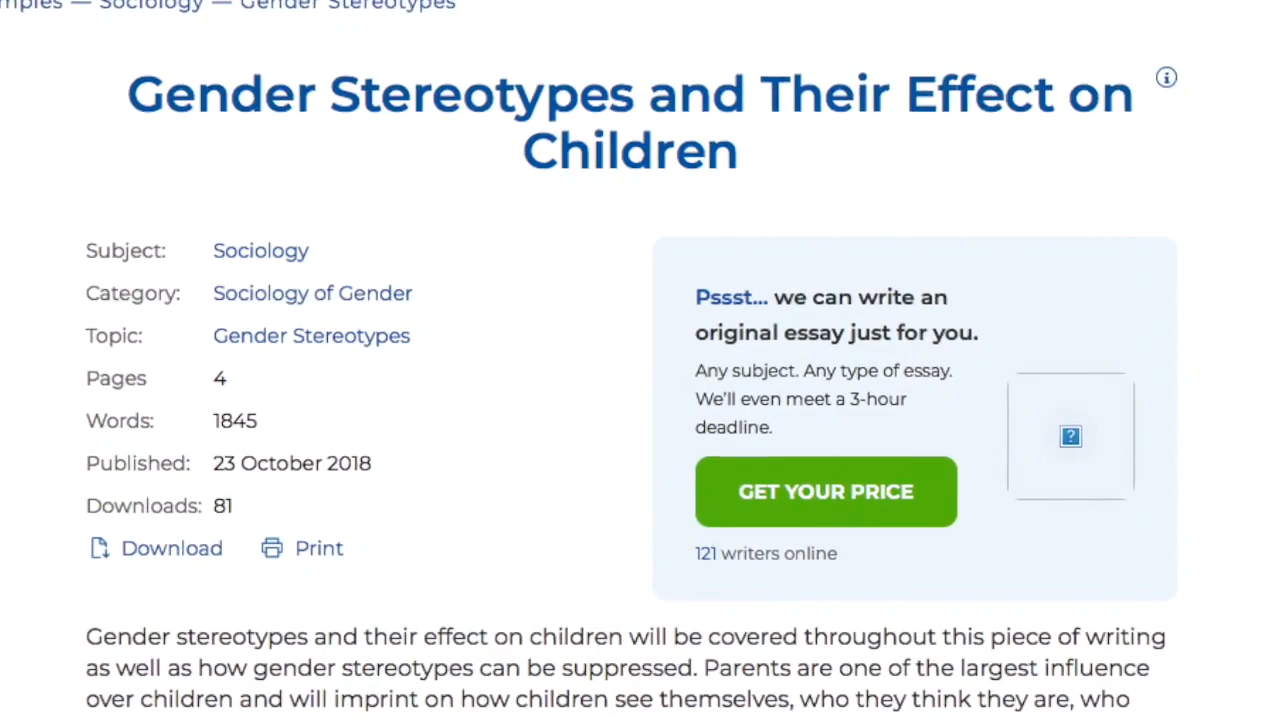 mples — Sociology — Gender Stereotypes
Gender Stereotypes and Their Effect on
Children
Subject: Sociology
Category: Sociology of Gender
Topic: Gender Stereotypes
Pages 4
Words: 1845
Published: 23 October 2018
Downloads: 81
Download Print
Pssst... we can write an
original essay just for you.
Any subject. Any type of essay.
We'll even meet a 3-hour
deadline.
GET YOUR PRICE
121 writers online
Gender stereotypes and their effect on children will be covered throughout this piece of writing
as well as how gender stereotypes can be suppressed. Parents are one of the largest influence
over children and will imprint on how children see themselves, who they think they are, who